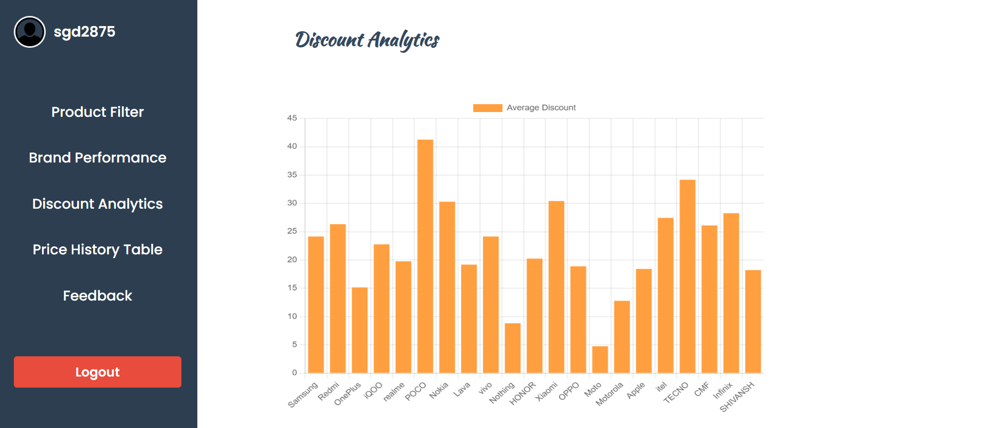 sgd2875
Product Filter
Brand Performance
Discount Analytics
Price History Table
Feedback
Logout
Discount Analytics
Average Discount
45
40
35
30
25
20
15
10
5
0
Samsung
Redmi
OnePlus
iQOO
realme
POCO
Nokia
Lava
vivo
Nothing
HONOR
Xiaomi
OPPO
Moto
Motorola
Apple
itel
TECNO
CMF
Infinix
SHIVANSH